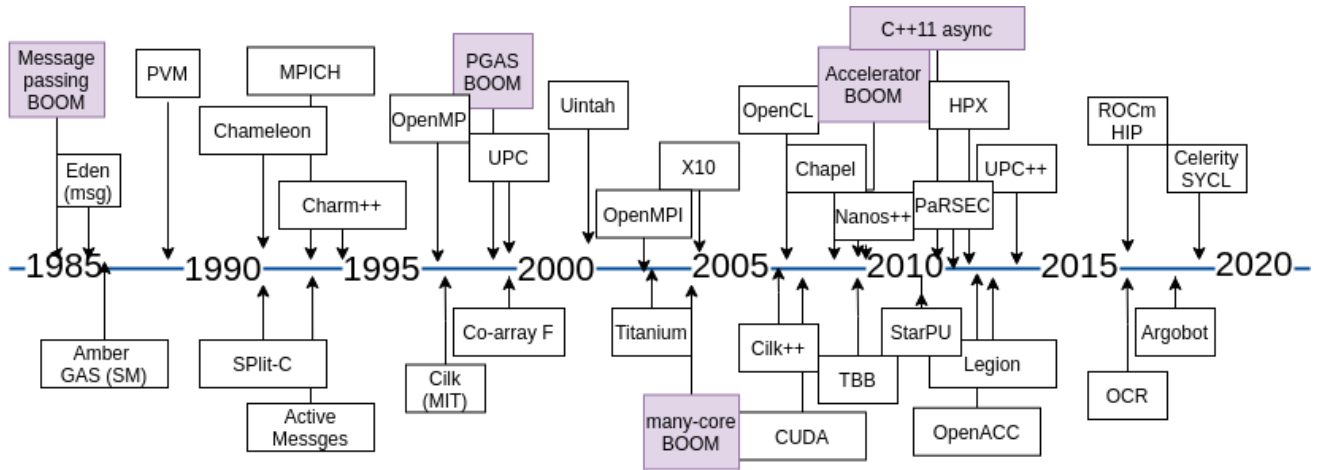 C++11 async
Message
passing
BOOM
PVM
MPICH
PGAS
BOOM
Accelerator
BOOM
Chameleon
OpenMP
Uintah
OpenCL
HPX
ROCm
HIP
Eden
(msg)
UPC
X10
Chapel
UPC++
Celerity
SYCL
Charm++
OpenMPI
Nanos++
PaRSEC
1985
1990
1995
2000
2005
2010
2015
2020
Amber
GAS (SM)
SPlit-C
Active
Messges
Co-array F
Cilk
(MIT)
Titanium
many-core
BOOM
Cilk++
CUDA
TBB
StarPU
Legion
OpenACC
OCR
Argobot